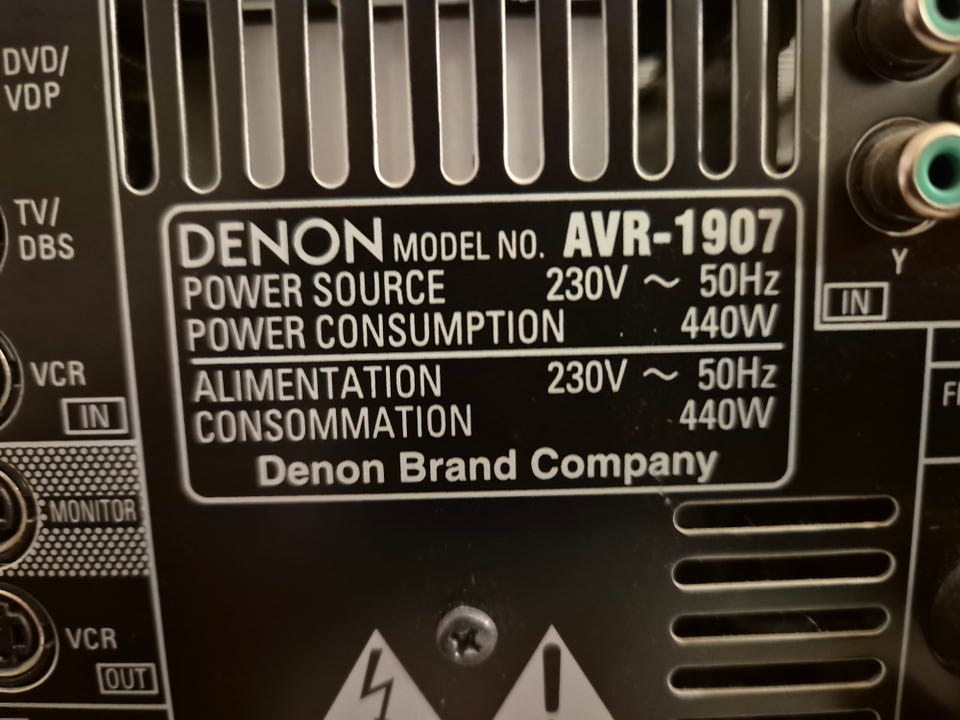 DVD/
VDP
TV/
DBS
VCR
IN
MONITOR
VCR
OUT
DENON MODEL NO. AVR-1907
POWER SOURCE 230V ~ 50Hz
POWER CONSUMPTION 440W
ALIMENTATION 230V ~ 50Hz
CONSOMMATION 440W
Denon Brand Company
Y
IN